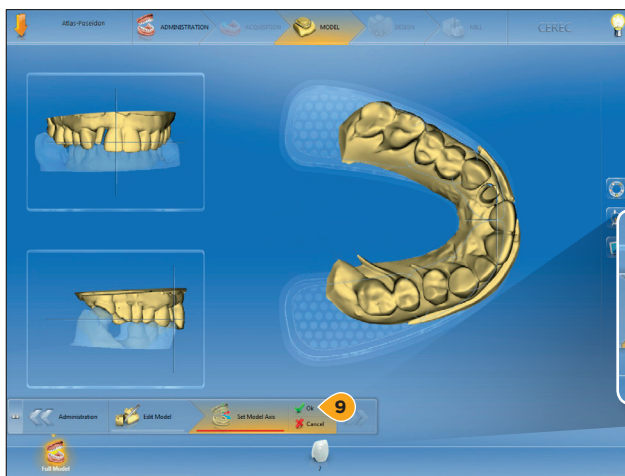 Atlas-Poseidon
ADMINISTRATION
ACQUISITION
MODEL
DESIGN
MILL
CEREC
Administration
Edit Model
Set Model Axis
Ok
Cancel
9
Full Model
2